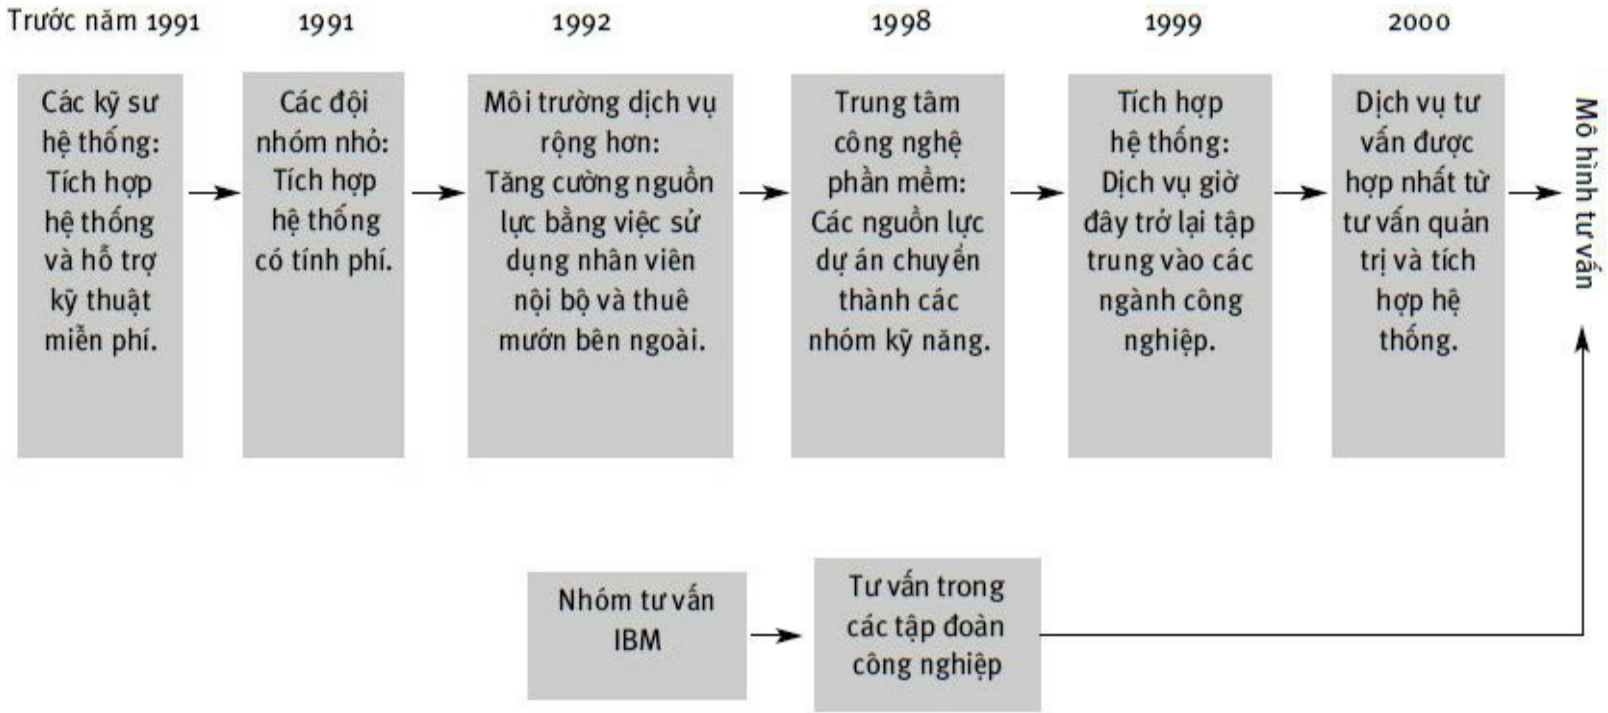 Trước năm 1991
1991
1992
1998
1999
2000
Các kỹ sư
hệ thống:
Tích hợp
hệ thống
và hỗ trợ
kỹ thuật
miễn phí.
Các đội
nhóm nhỏ:
Tích hợp
hệ thống
có tính phí.
Môi trường dịch vụ
rộng hơn:
Tăng cường nguồn
lực bằng việc sử
dụng nhân viên
nội bộ và thuê
mướn bên ngoài.
Trung tâm
công nghệ
phần mềm:
Các nguồn lực
dự án chuyển
thành các
nhóm kỹ năng.
Tích hợp
hệ thống:
Dịch vụ giờ
đây trở lại tập
trung vào các
ngành công
nghiệp.
Dịch vụ tư
vấn được
hợp nhất từ
tư vấn quản
trị và tích
hợp hệ
thống.
Mô hình tư vấn
Nhóm tư vấn
IBM
Tư vấn trong
các tập đoàn
công nghiệp